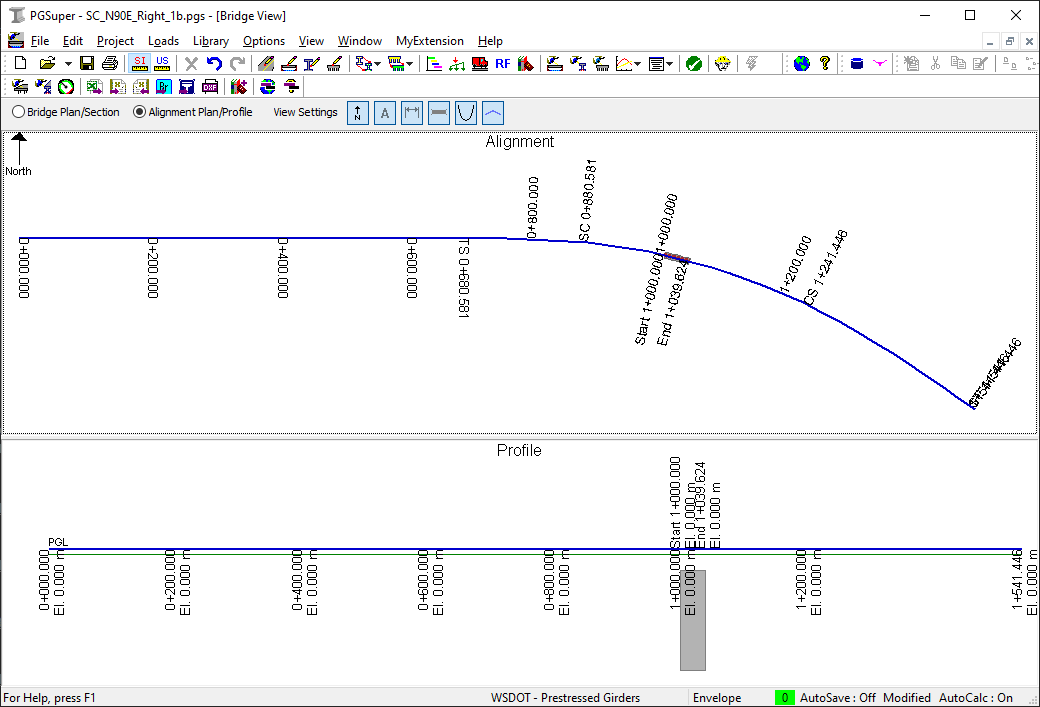 PGSuper - SC_N90E_Right_1b.pgs - [Bridge View]
File Edit Project Loads Library Options View Window MyExtension Help
SI US RF
DXF
Bridge Plan/Section Alignment Plan/Profile View Settings N A
Alignment
North
0+000.000
0+200.000
0+400.000
0+600.000
TS 0+680.581
0+800.000
SC 0+880.581
1+000.000
Start 1+000.000
End 1+039.624
1+200.000
CS 1+241.446
Profile
PGL
0+000.000
El. 0.000 m
0+200.000
El. 0.000 m
0+400.000
El. 0.000 m
0+600.000
El. 0.000 m
0+800.000
El. 0.000 m
Start 1+000.000
El. 0.000 m
End 1+039.624
El. 0.000 m
1+000.000
El. 0.000 m
1+200.000
El. 0.000 m
1+541.446
El. 0.000 m
For Help, press F1 WSDOT - Prestressed Girders Envelope 0 AutoSave : Off Modified AutoCalc : On